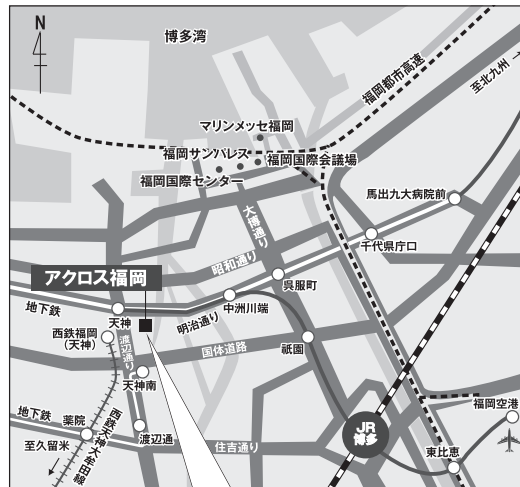 N
博多湾
福岡都市高速
至北九州
マリンメッセ福岡
福岡サンパレス
福岡国際会議場
福岡国際センター
馬出九大病院前
大博通り
千代県庁口
昭和通り
アクロス福岡
呉服町
地下鉄
中洲川端
天神
明治通り
西鉄福岡
(天神)
渡辺通り
国体道路
祇園
天神南
福岡空港
地下鉄
薬院
西鉄天神大牟田線
渡辺通
住吉通り
JR
博多
至久留米
東比恵